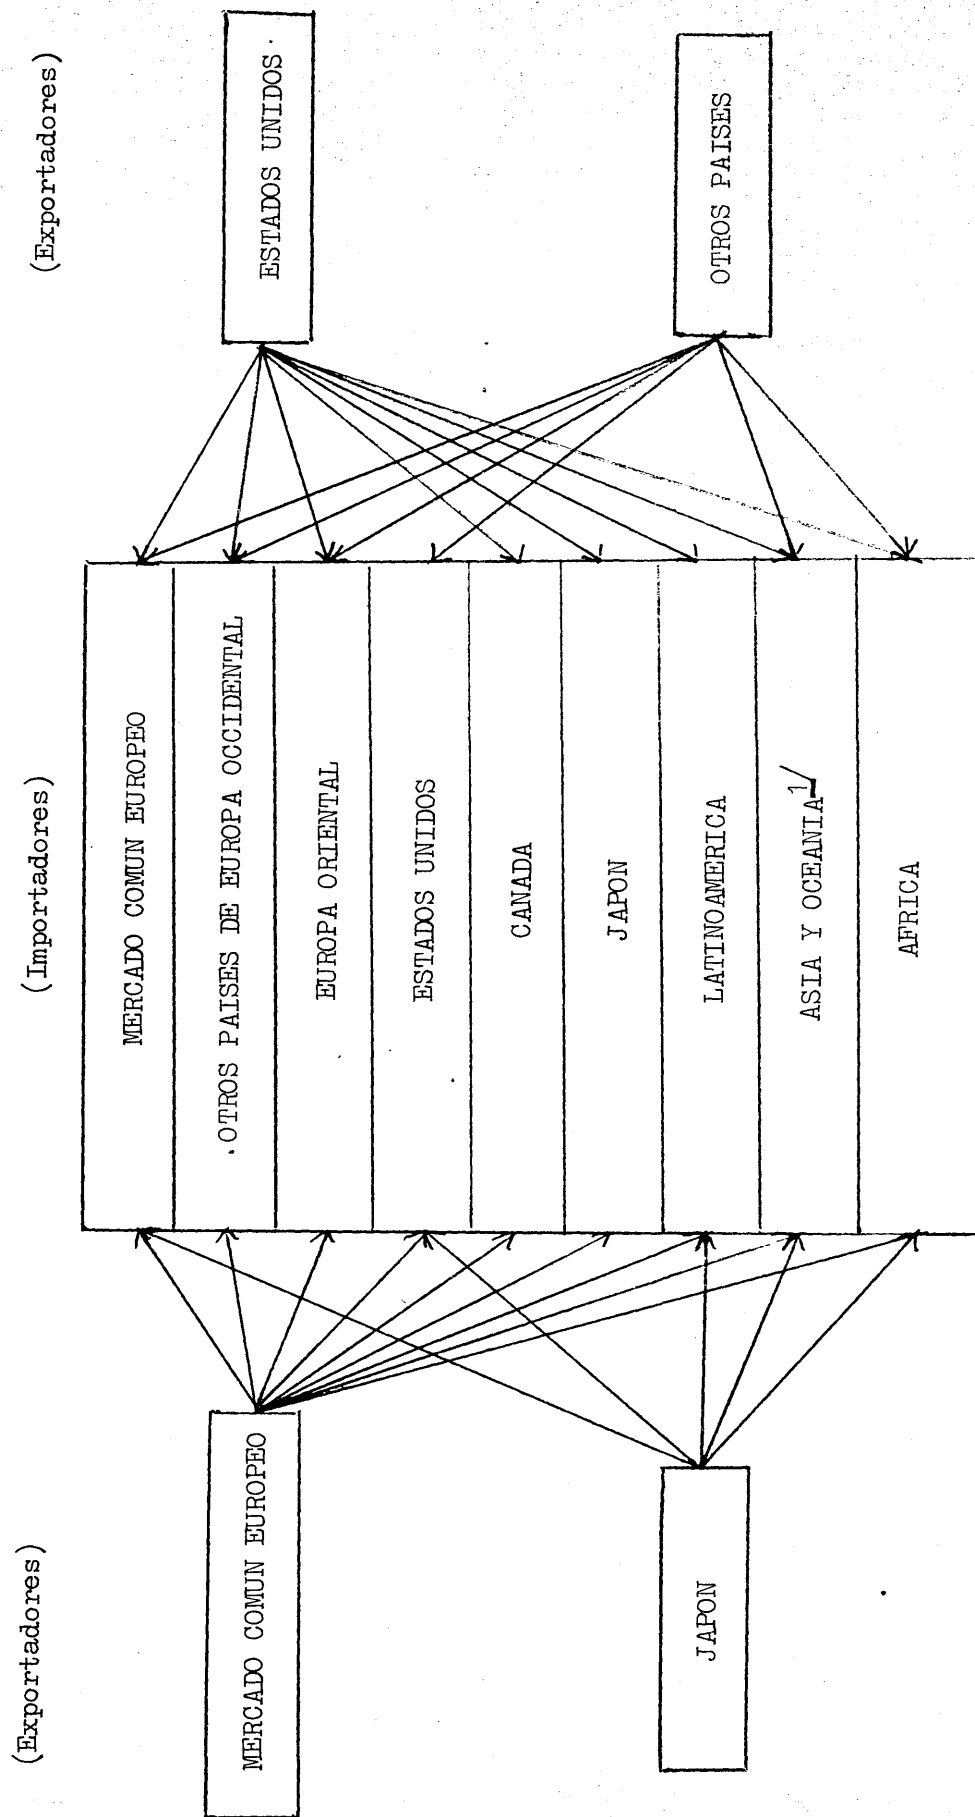 (Exportadores)
MERCADO COMUN EUROPEO
JAPON
(Importadores)
MERCADO COMUN EUROPEO
OTROS PAISES DE EUROPA OCCIDENTAL
EUROPA ORIENTAL
ESTADOS UNIDOS
CANADA
JAPON
LATINOAMERICA
ASIA Y OCEANIA 1/
AFRICA
(Exportadores)
ESTADOS UNIDOS
OTROS PAISES